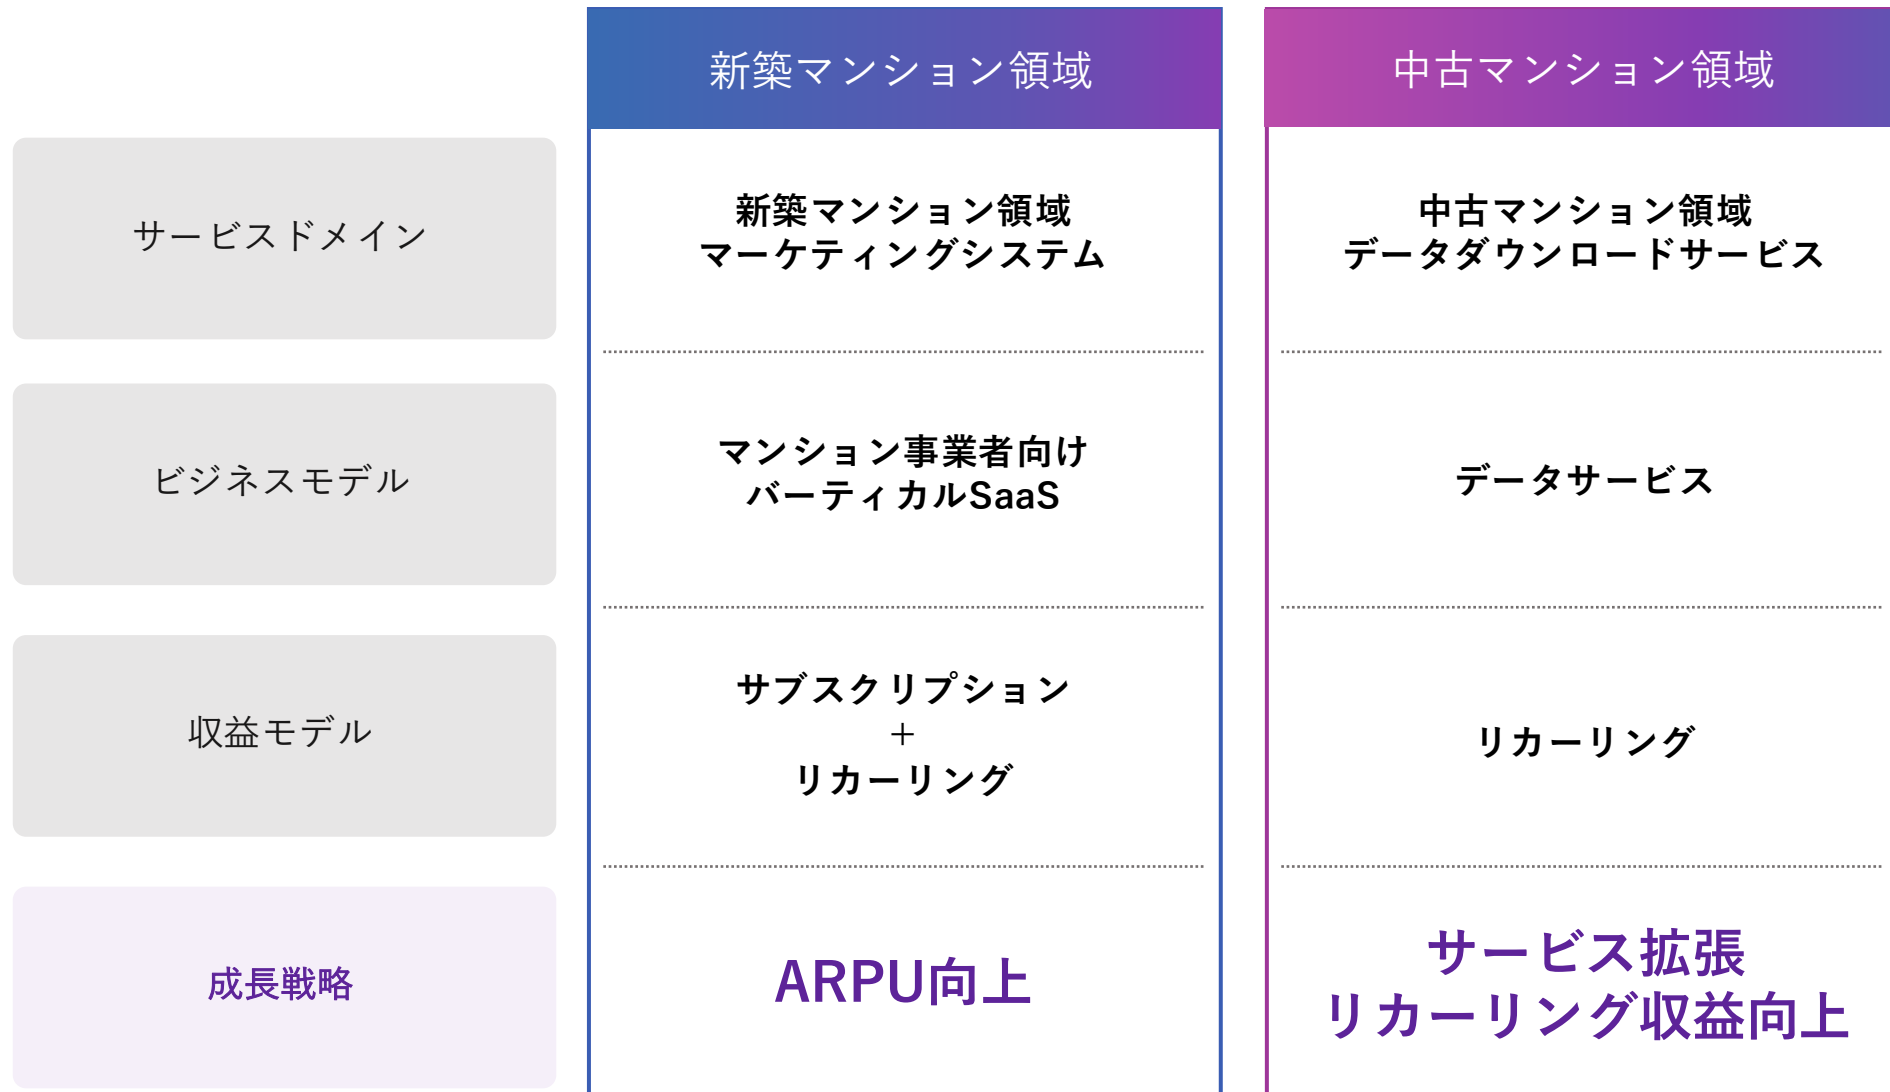 新築マンション領域
中古マンション領域
サービスドメイン
新築マンション領域
マーケティングシステム
中古マンション領域
データダウンロードサービス
ビジネスモデル
マンション事業者向け
バーティカルSaaS
データサービス
収益モデル
サブスクリプション
＋
リカーリング
リカーリング
成長戦略
ARPU向上
サービス拡張
リカーリング収益向上